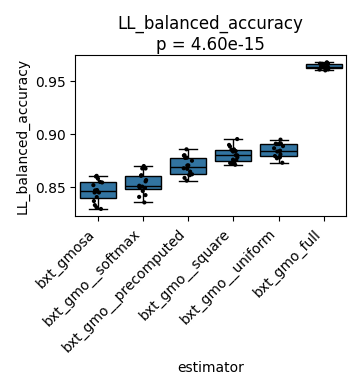 LL_balanced_accuracy
p = 4.60e-15
LL_balanced_accuracy
0.95
0.90
0.85
bxt_gmosa
bxt_gmo__softmax
bxt_gmo__precomputed
bxt_gmo__square
bxt_gmo__uniform
bxt_gmo_full
estimator